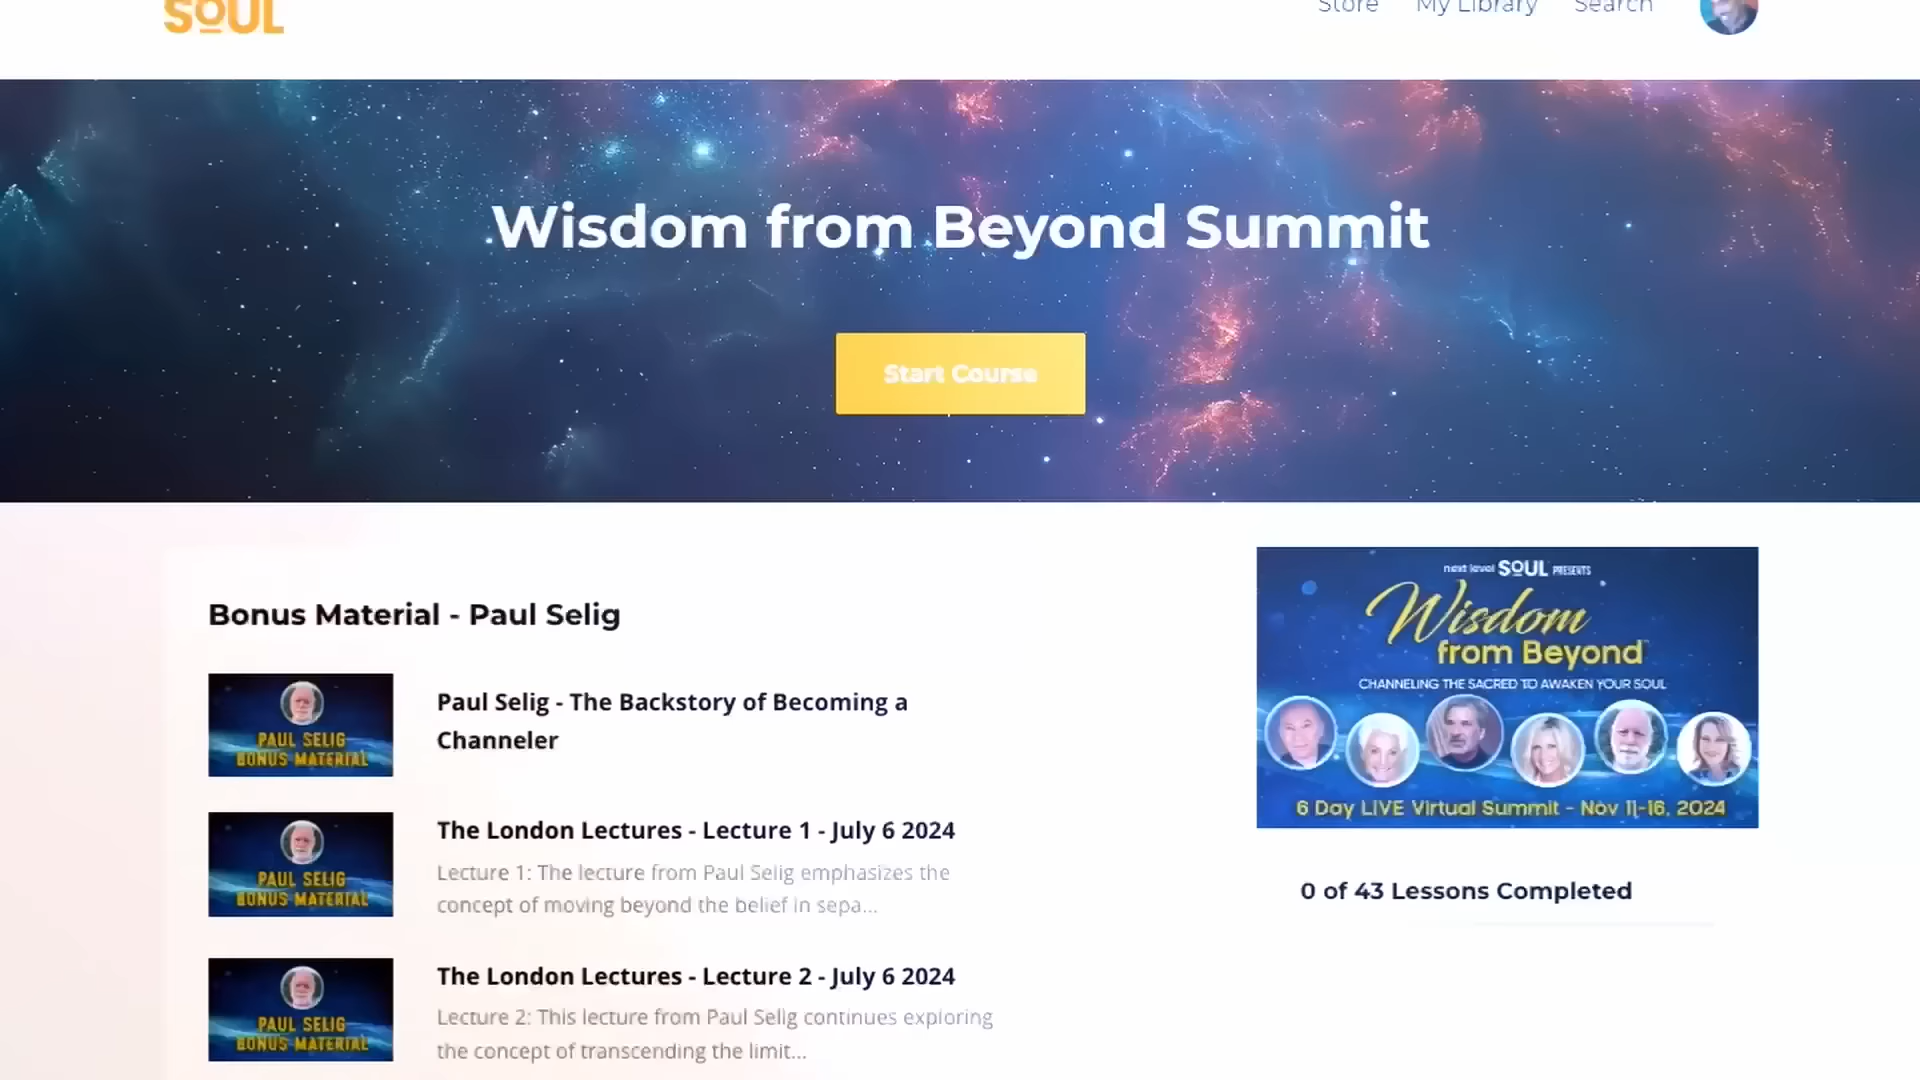 SOUL
Store My Library Search
Wisdom from Beyond Summit
Start Course
Bonus Material - Paul Selig
PAUL SELIG
BONUS MATERIAL
Paul Selig - The Backstory of Becoming a
Channeler
PAUL SELIG
BONUS MATERIAL
The London Lectures - Lecture 1 - July 6 2024
Lecture 1: The lecture from Paul Selig emphasizes the
concept of moving beyond the belief in sepa...
PAUL SELIG
BONUS MATERIAL
The London Lectures - Lecture 2 - July 6 2024
Lecture 2: This lecture from Paul Selig continues exploring
the concept of transcending the limit...
next level SOUL PRESENTS
Wisdom
from Beyond
CHANNELING THE SACRED TO AWAKEN YOUR SOUL
6 Day LIVE Virtual Summit - Nov 11-16, 2024
0 of 43 Lessons Completed